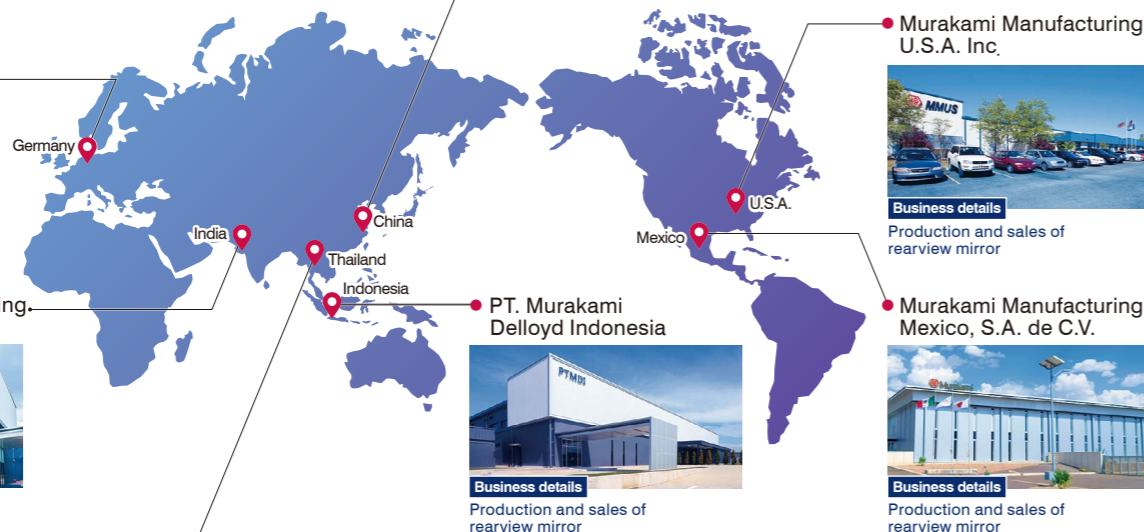 Murakami Manufacturing
U.S.A. Inc.
MMUS
Business details
Production and sales of
rearview mirror
Germany
India
China
Thailand
Indonesia
U.S.A.
Mexico
ing
PT. Murakami
Delloyd Indonesia
PTMDI
Business details
Production and sales of
rearview mirror
Murakami Manufacturing
Mexico, S.A. de C.V.
Murakami
Business details
Production and sales of
rearview mirror